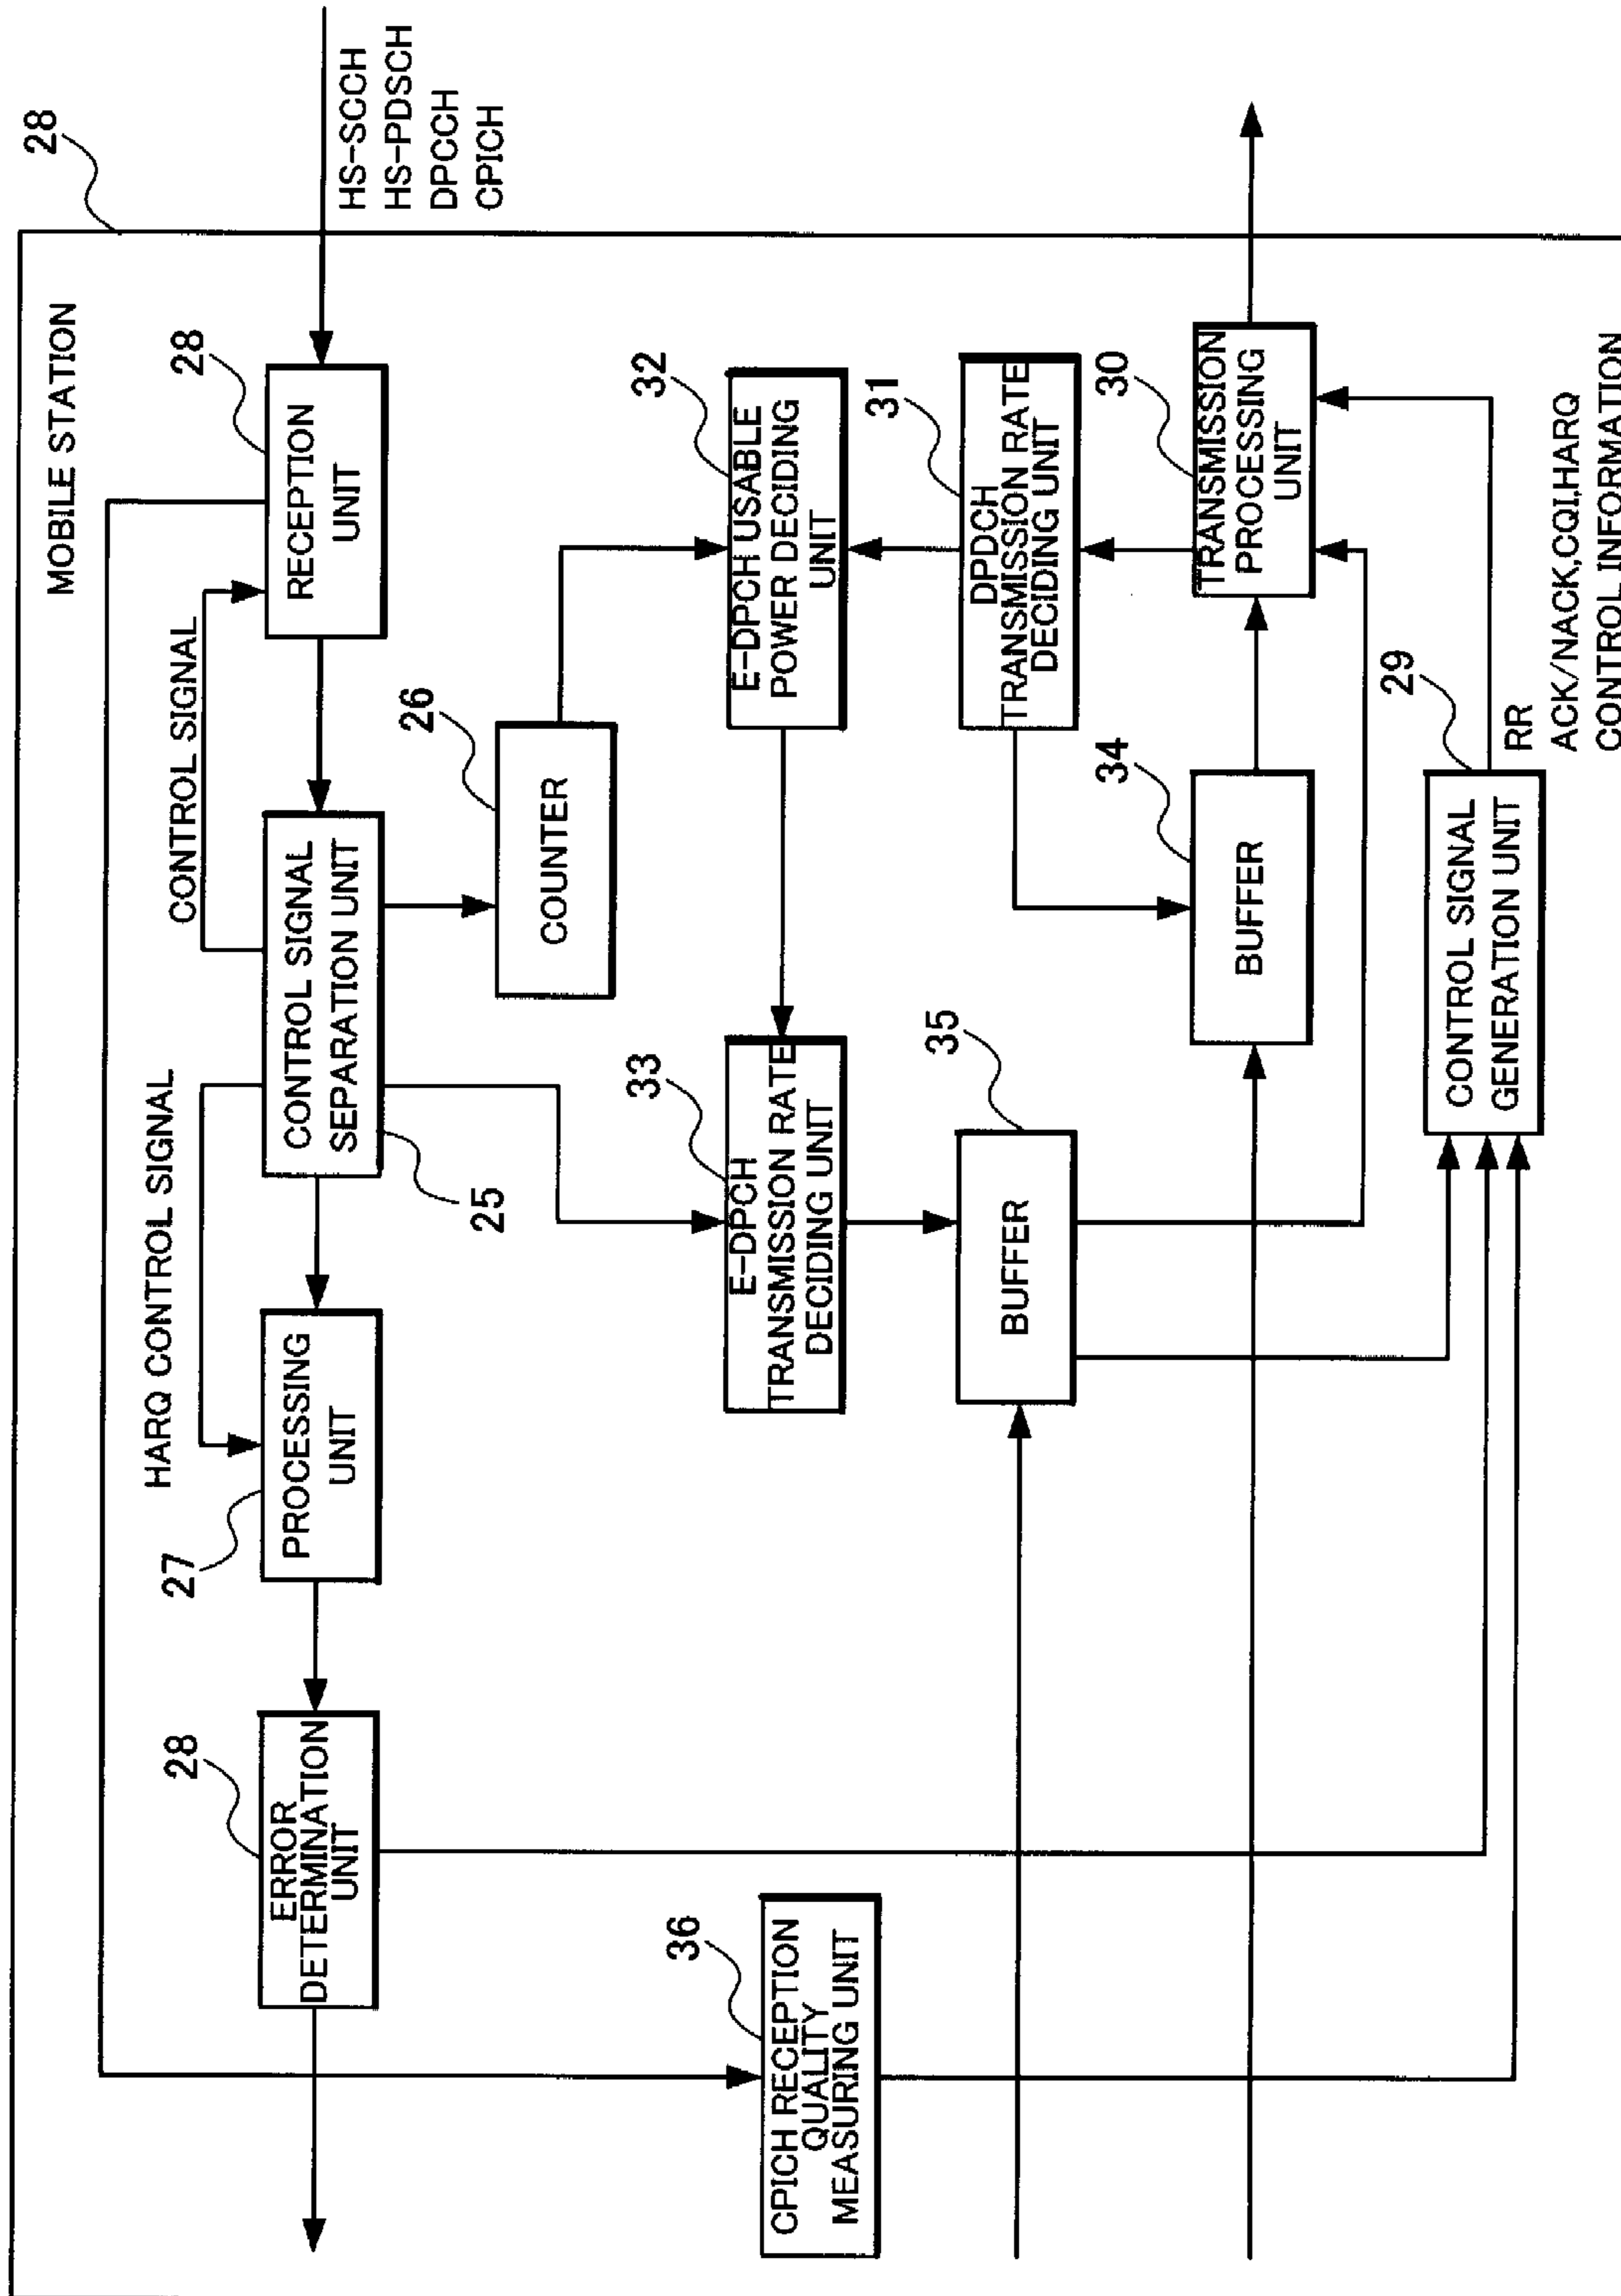 28
MOBILE STATION
HS-SCCH
HS-PDSCH
DPCCH
CPICH
CONTROL SIGNAL
HARQ CONTROL SIGNAL
28
RECEPTION
UNIT
CONTROL SIGNAL
SEPARATION UNIT
25
27
PROCESSING
UNIT
28
ERROR
DETERMINATION
UNIT
26
COUNTER
32
E-DPCH USABLE
POWER DECIDING
UNIT
33
E-DPCH
TRANSMISSION RATE
DECIDING UNIT
36
CPICH RECEPTION
QUALITY
MEASURING UNIT
31
DPDCH
TRANSMISSION RATE
DECIDING UNIT
35
BUFFER
30
TRANSMISSION
PROCESSING
UNIT
34
BUFFER
29
CONTROL SIGNAL
GENERATION UNIT
RR
ACK/NACK,CQI,HARQ
CONTROL INFORMATION